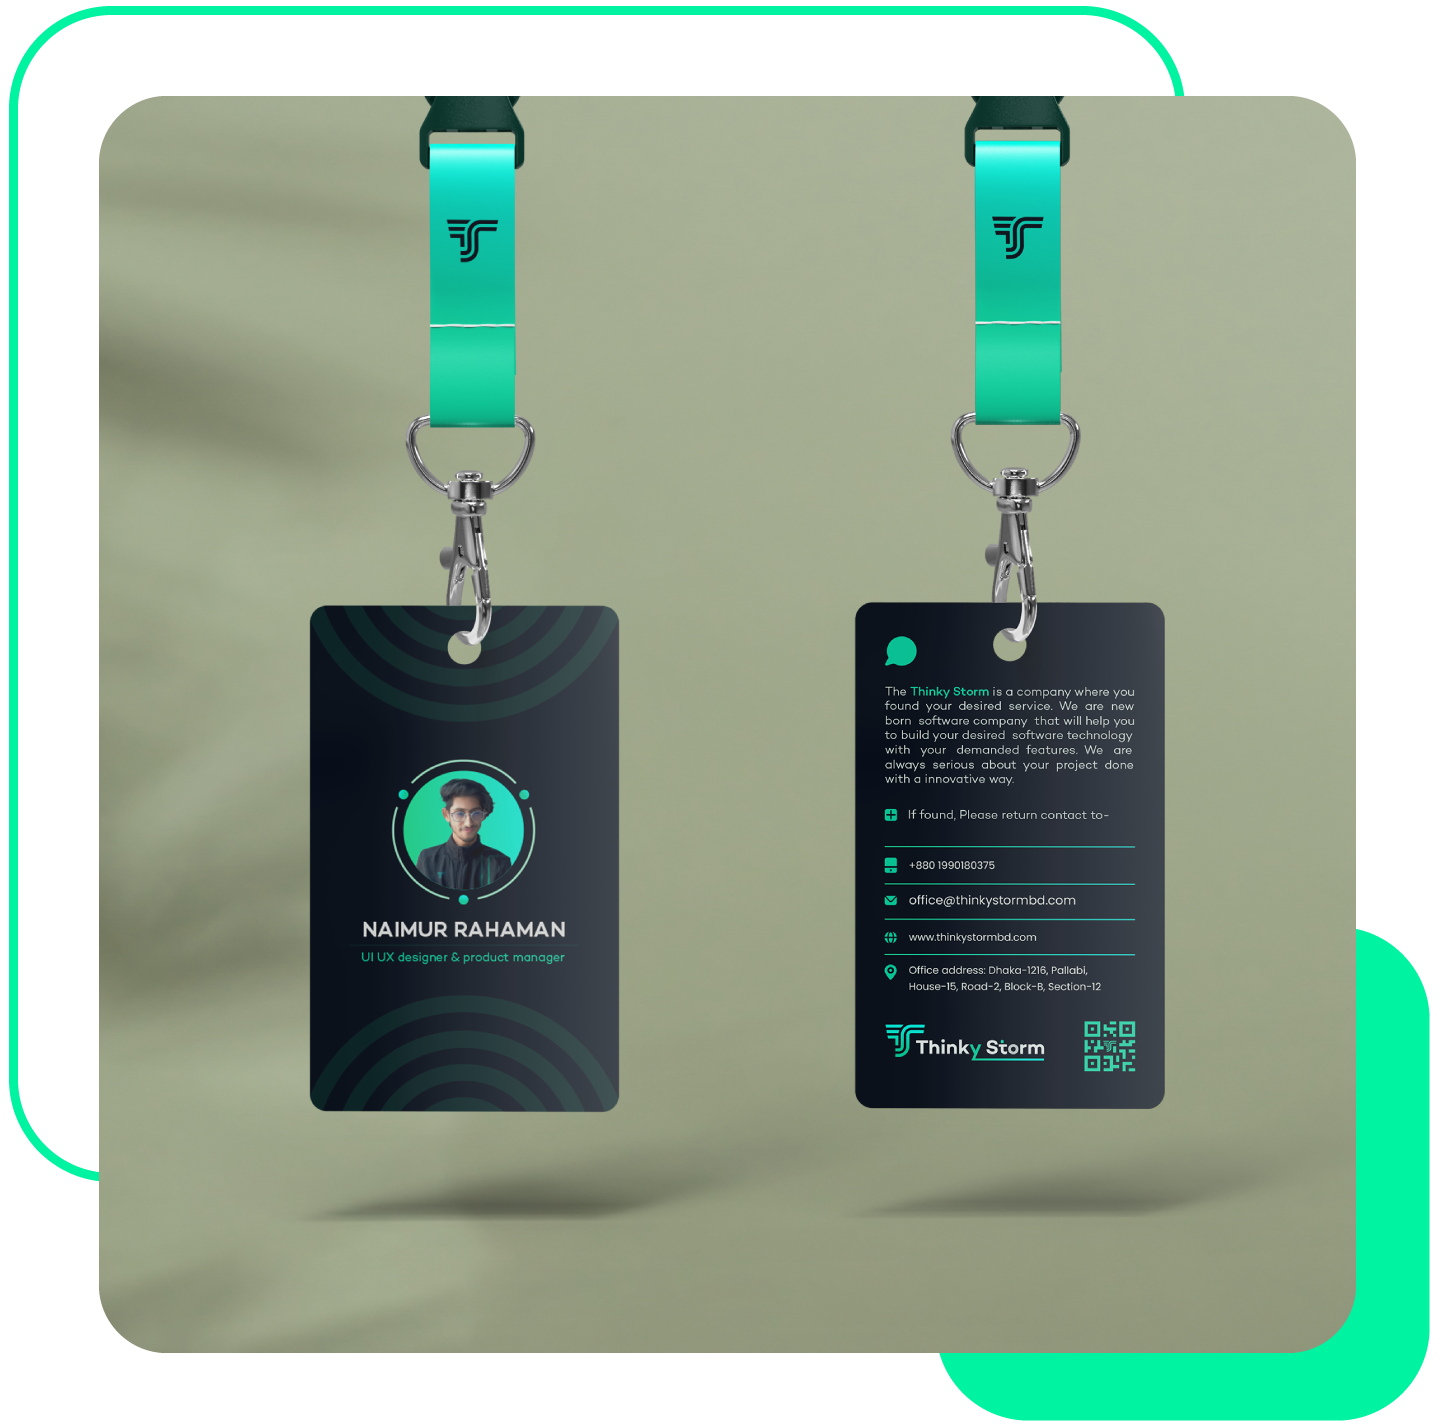 NAIMUR RAHAMAN
UI UX designer & product manager
The Thinky Storm is a company where you
found your desired service. We are new
born software company that will help you
to build your desired software technology
with your demanded features. We are
always serious about your project done
with a innovative way.
If found, Please return contact to-
+880 1990180375
office@thinkystormbd.com
www.thinkystormbd.com
Office address: Dhaka-1216, Pallabi,
House-15, Road-2, Block-B, Section-12
Thinky Storm